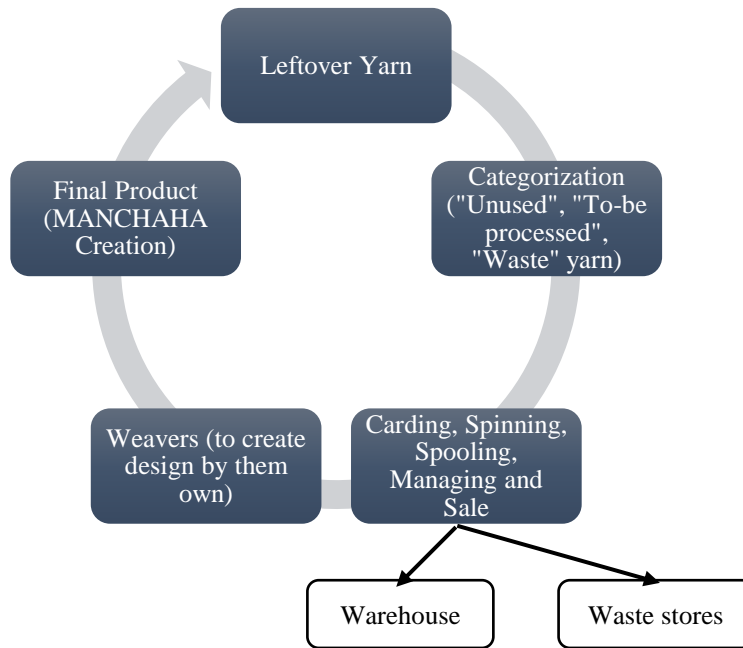 Leftover Yarn
Categorization
("Unused", "To-be
processed",
"Waste" yarn)
Carding, Spinning,
Spooling,
Managing and
Sale
Warehouse
Waste stores
Weavers (to create
design by them
own)
Final Product
(MANCHAHA
Creation)